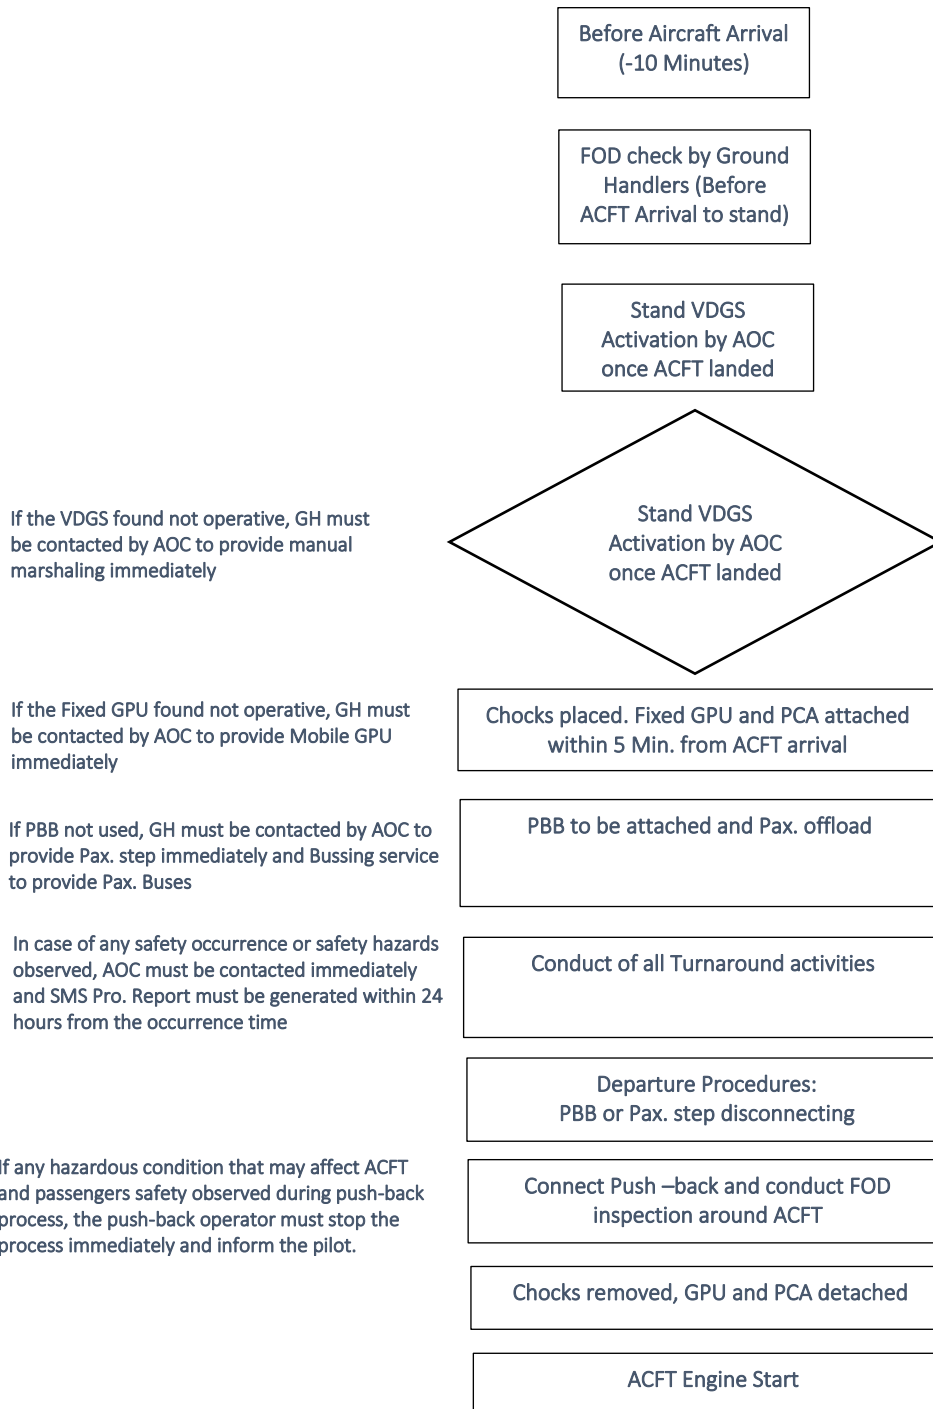 Before Aircraft Arrival
(-10 Minutes)
FOD check by Ground
Handlers (Before
ACFT Arrival to stand)
Stand VDGS
Activation by AOC
once ACFT landed
If the VDGS found not operative, GH must
be contacted by AOC to provide manual
marshaling immediately
Stand VDGS
Activation by AOC
once ACFT landed
If the Fixed GPU found not operative, GH must
be contacted by AOC to provide Mobile GPU
immediately
Chocks placed. Fixed GPU and PCA attached
within 5 Min. from ACFT arrival
If PBB not used, GH must be contacted by AOC to
provide Pax. step immediately and Bussing service
to provide Pax. Buses
PBB to be attached and Pax. offload
In case of any safety occurrence or safety hazards
observed, AOC must be contacted immediately
and SMS Pro. Report must be generated within 24
hours from the occurrence time
Conduct of all Turnaround activities
Departure Procedures:
PBB or Pax. step disconnecting
If any hazardous condition that may affect ACFT
and passengers safety observed during push-back
process, the push-back operator must stop the
process immediately and inform the pilot.
Connect Push –back and conduct FOD
inspection around ACFT
Chocks removed, GPU and PCA detached
ACFT Engine Start